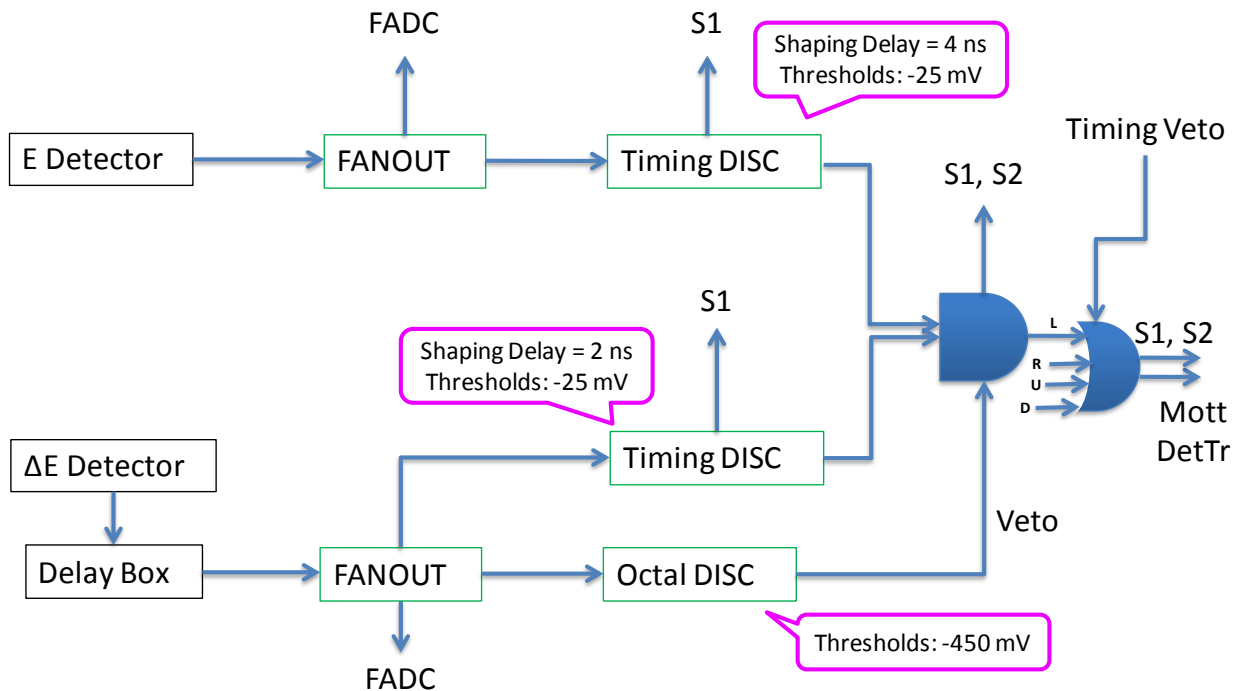 FADC
S1
Shaping Delay = 4 ns
Thresholds: -25 mV
Timing Veto
E Detector
FANOUT
Timing DISC
S1, S2
S1
Shaping Delay = 2 ns
Thresholds: -25 mV
L
R
U
D
S1, S2
Mott
DetTr
ΔE Detector
Timing DISC
Veto
Delay Box
FANOUT
Octal DISC
Thresholds: -450 mV
FADC